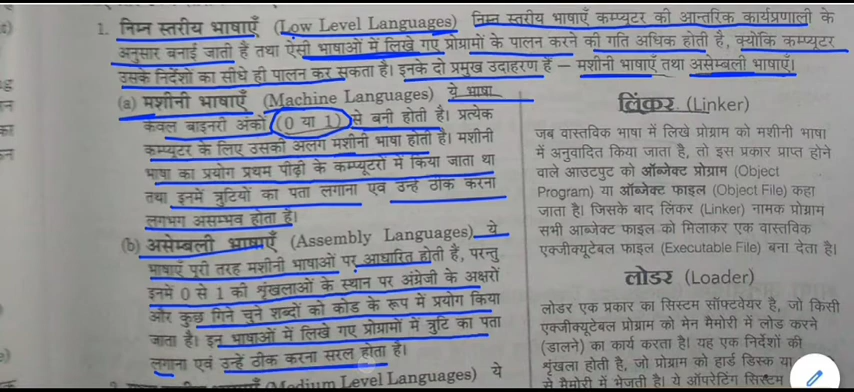 1. निम्न स्तरीय भाषाएँ (Low Level Languages) निम्न स्तरीय भाषाएँ कम्प्यूटर की आन्तरिक कार्यप्रणाली के
अनुसार बनाई जाती हैं तथा ऐसी भाषाओं में लिखे गए प्रोग्रामों के पालन करने की गति अधिक होती है, क्योंकि कम्प्यूटर
उसके निर्देशों का सीधे ही पालन कर सकता है। इनके दो प्रमुख उदाहरण हैं — मशीनी भाषाएँ तथा असेम्बली भाषाएँ।
(a) मशीनी भाषाएँ (Machine Languages) ये भाषा
केवल बाइनरी अंकों (0 या 1) से बनी होती है। प्रत्येक
कम्प्यूटर के लिए उसकी अलग मशीनी भाषा होती है। मशीनी
भाषा का प्रयोग प्रथम पीढ़ी के कम्प्यूटरों में किया जाता था
तथा इनमें त्रुटियों का पता लगाना एवं उन्हें ठीक करना
लगभग असम्भव होता है।
(b) असेम्बली भाषाएँ (Assembly Languages) ये
भाषाएँ पूरी तरह मशीनी भाषाओं पर आधारित होती हैं, परन्तु
इनमें 0 से 1 की श्रृंखलाओं के स्थान पर अंग्रेजी के अक्षरों
और कुछ गिने चुने शब्दों को कोड के रूप में प्रयोग किया
जाता है। इन भाषाओं में लिखे गए प्रोग्रामों में त्रुटि का पता
लगाना एवं उन्हें ठीक करना सरल होता है।
(Medium Level Languages) ये
लिंकर (Linker)
जब वास्तविक भाषा में लिखे प्रोग्राम को मशीनी भाषा
में अनुवादित किया जाता है, तो इस प्रकार प्राप्त होने
वाले आउटपुट को ऑब्जेक्ट प्रोग्राम (Object
Program) या ऑब्जेक्ट फाइल (Object File) कहा
जाता है। जिसके बाद लिंकर (Linker) नामक प्रोग्राम
सभी आब्जेक्ट फाइल को मिलाकर एक वास्तविक
एक्जीक्यूटेबल फाइल (Executable File) बना देता है।
लोडर (Loader)
लोडर एक प्रकार का सिस्टम सॉफ्टवेयर है, जो किसी
एक्जीक्यूटेबल प्रोग्राम को मेन मैमोरी में लोड करने
(डालने) का कार्य करता है। यह एक निर्देशों की
श्रृंखला होती है, जो प्रोग्राम को हार्ड डिस्क या
से मैमोरी में भेजती है। ये ऑपरेटिंग सिस्टम